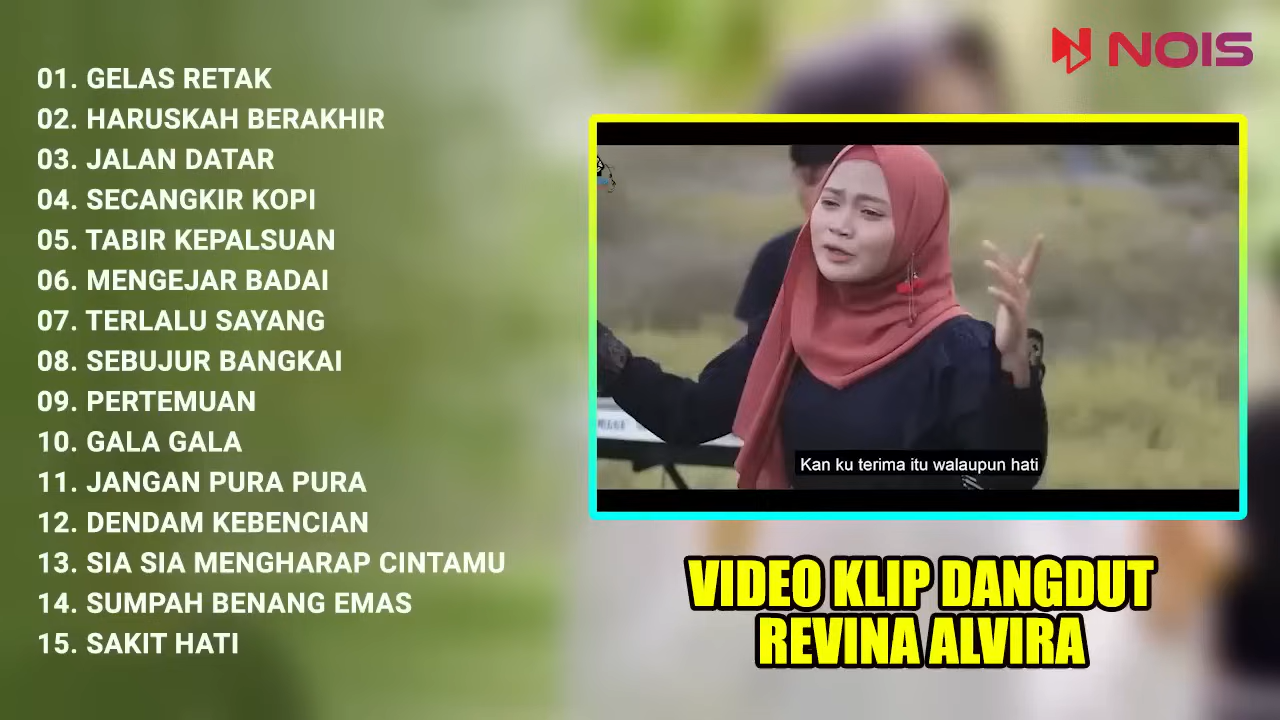 01. GELAS RETAK
02. HARUSKAH BERAKHIR
03. JALAN DATAR
04. SECANGKIR KOPI
05. TABIR KEPALSUAN
06. MENGEJAR BADAI
07. TERLALU SAYANG
08. SEBUJUR BANGKAI
09. PERTEMUAN
10. GALA GALA
11. JANGAN PURA PURA
12. DENDAM KEBENCIAN
13. SIA SIA MENGHARAP CINTAMU
14. SUMPAH BENANG EMAS
15. SAKIT HATI
NOIS
Kan ku terima itu walaupun hati
VIDEO KLIP DANGDUT
REVINA ALVIRA